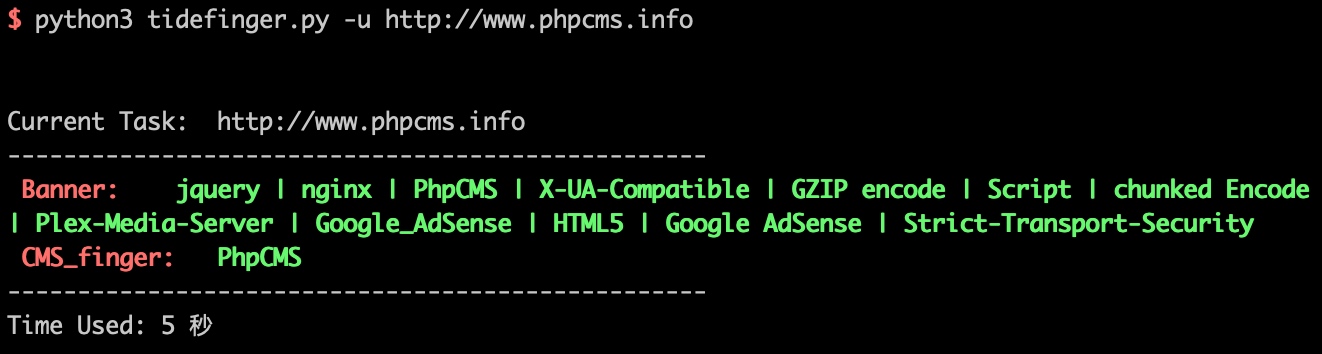 $ python3 tidefinger.py -u http://www.phpcms.info
Current Task:  http://www.phpcms.info
--------------------------------------------------
Banner:    jquery | nginx | PhpCMS | X-UA-Compatible | GZIP encode | Script | chunked Encode
| Plex-Media-Server | Google_AdSense | HTML5 | Google AdSense | Strict-Transport-Security
CMS_finger:   PhpCMS
--------------------------------------------------
Time Used: 5 秒